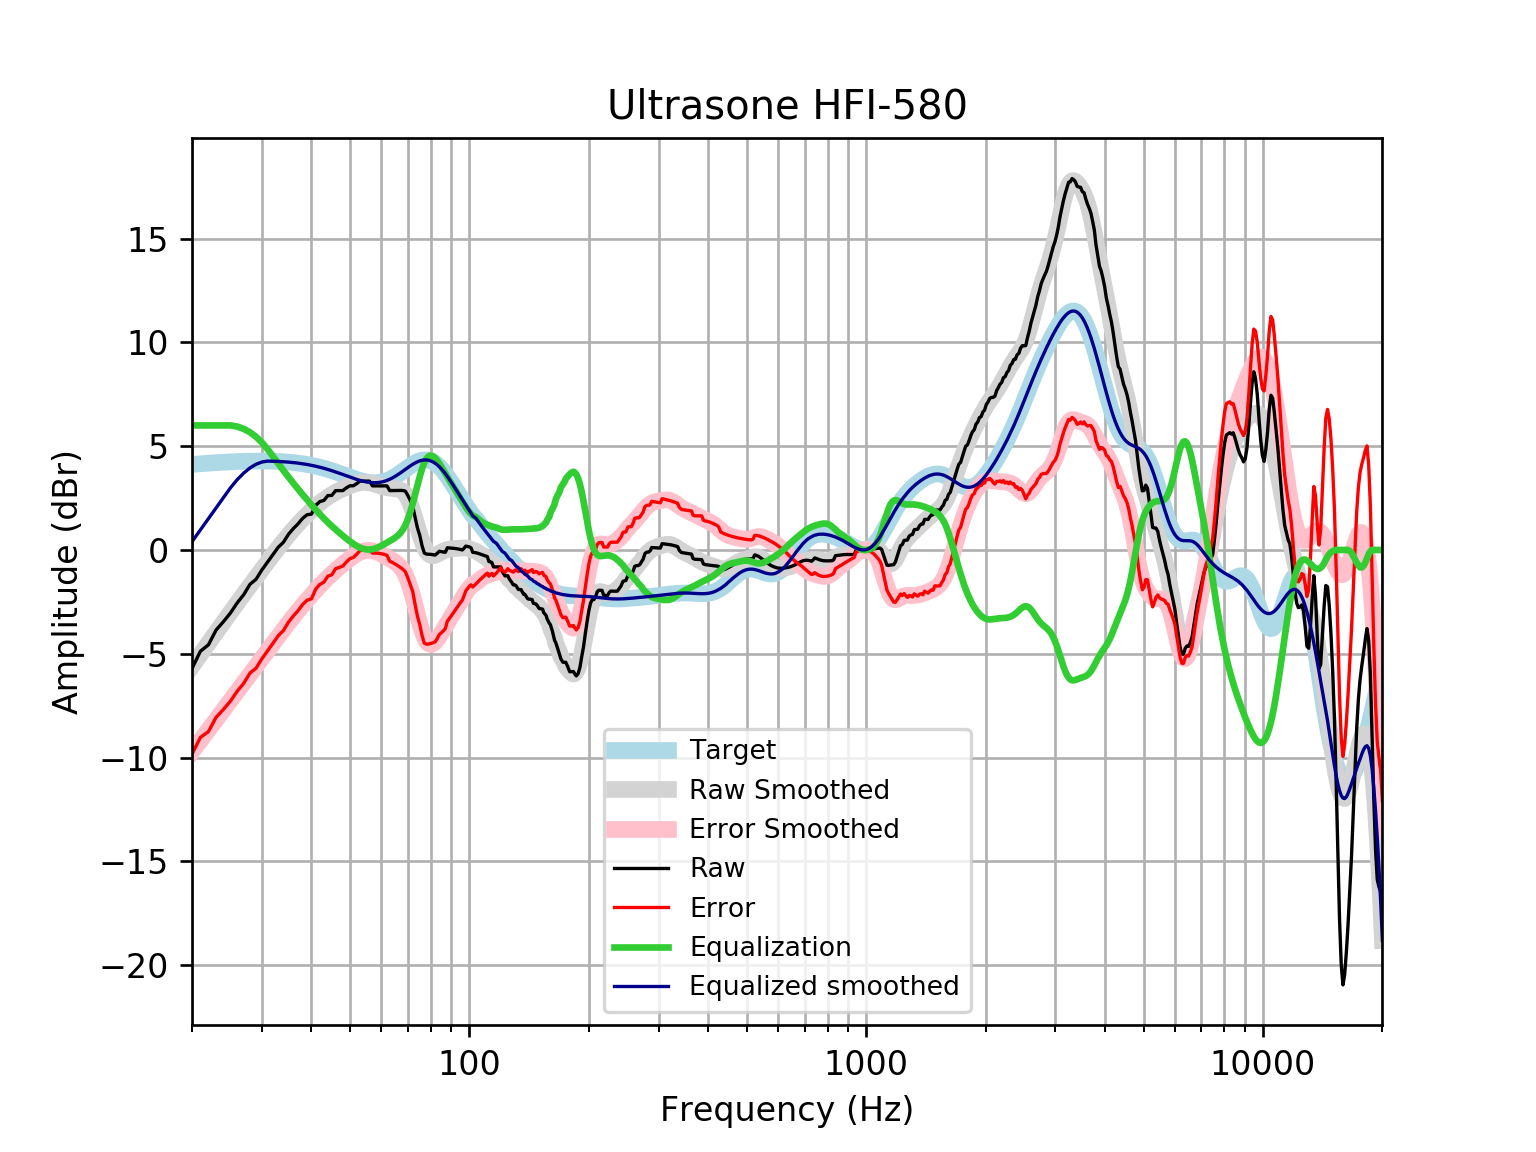 Ultrasone HFI-580
Amplitude (dBr)
15
10
5
0
−5
−10
−15
−20
Target
Raw Smoothed
Error Smoothed
Raw
Error
Equalization
Equalized smoothed
100
1000
10000
Frequency (Hz)